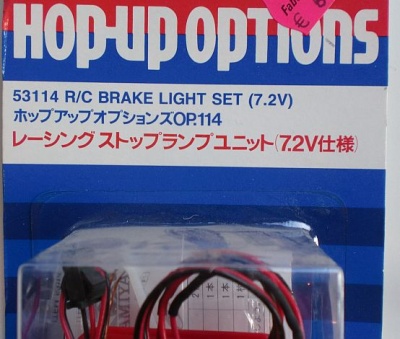 HOP-UP OPTIONS
53114 R/C BRAKE LIGHT SET (7.2V)
ホップアップオプションズOP.114
レーシングストップランプユニット(7.2V仕様)